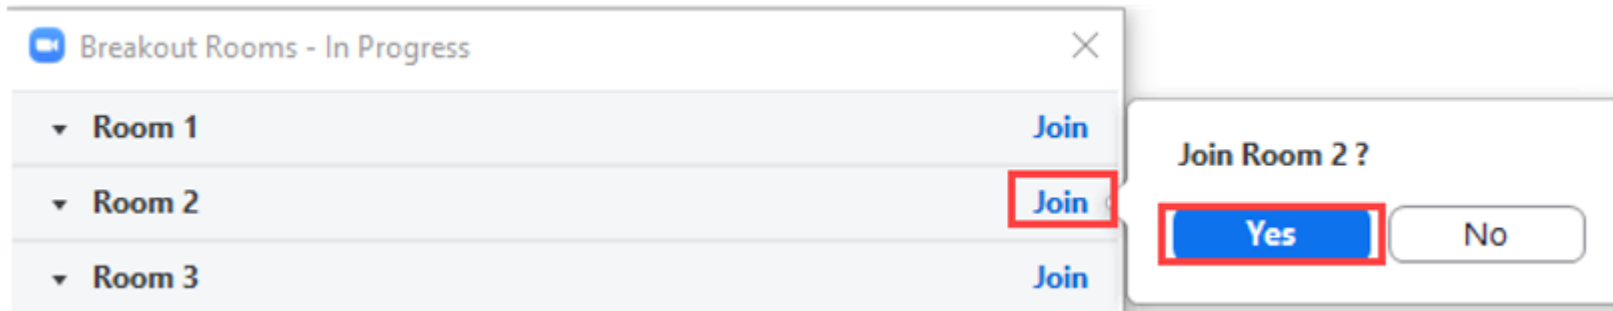 Breakout Rooms - In Progress
Room 1 Join
Room 2 Join
Room 3 Join
Join Room 2 ?
Yes No